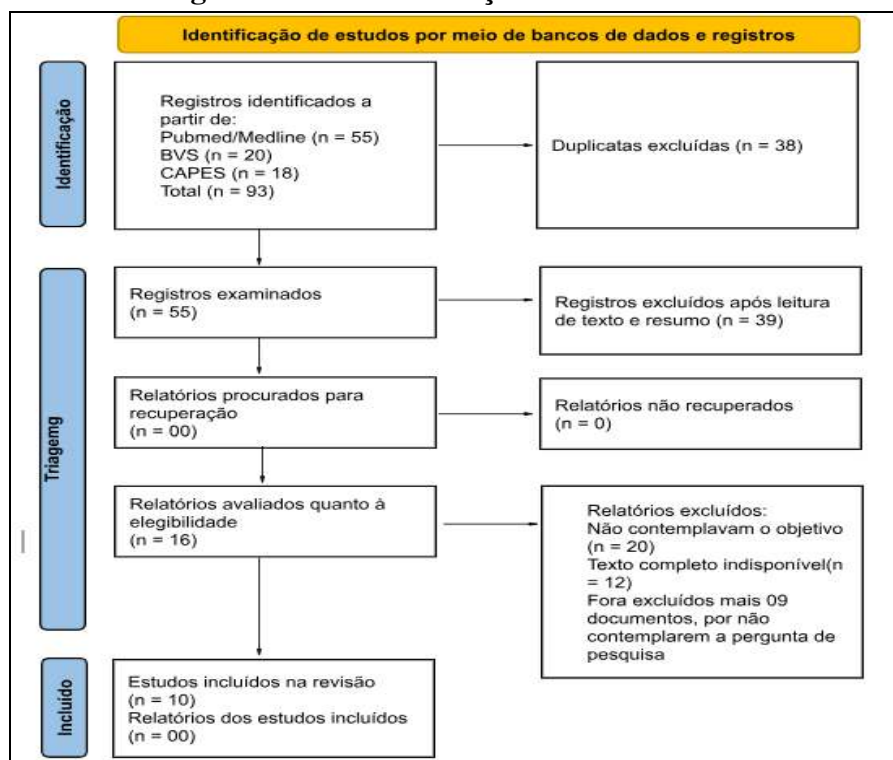 Identificação de estudos por meio de bancos de dados e registros
Identificação
Registros identificados a
partir de:
Pubmed/Medline (n = 55)
BVS (n = 20)
CAPES (n = 18)
Total (n = 93)
Duplicatas excluídas (n = 38)
Triagemg
Registros examinados
(n = 55)
Registros excluídos após leitura
de texto e resumo (n = 39)
Relatórios procurados para
recuperação
(n = 00)
Relatórios não recuperados
(n = 0)
Relatórios avaliados quanto à
elegibilidade
(n = 16)
Relatórios excluídos:
Não contemplavam o objetivo
(n = 20)
Texto completo indisponível(n
= 12)
Fora excluídos mais 09
documentos, por não
contemplarem a pergunta de
pesquisa
Incluído
Estudos incluídos na revisão
(n = 10)
Relatórios dos estudos incluídos
(n = 00)